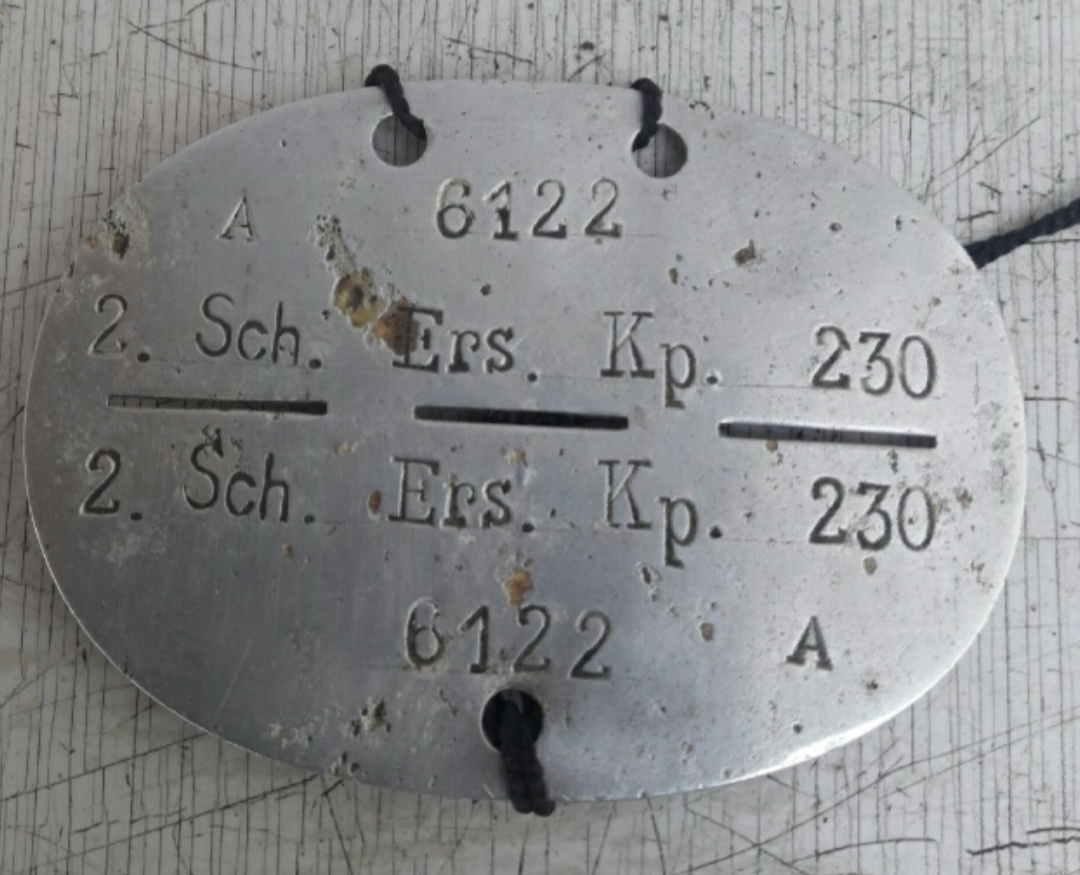 A 6122
2. Sch. Ers. Kp. 230
2. Sch. Ers. Kp. 230
6122 A